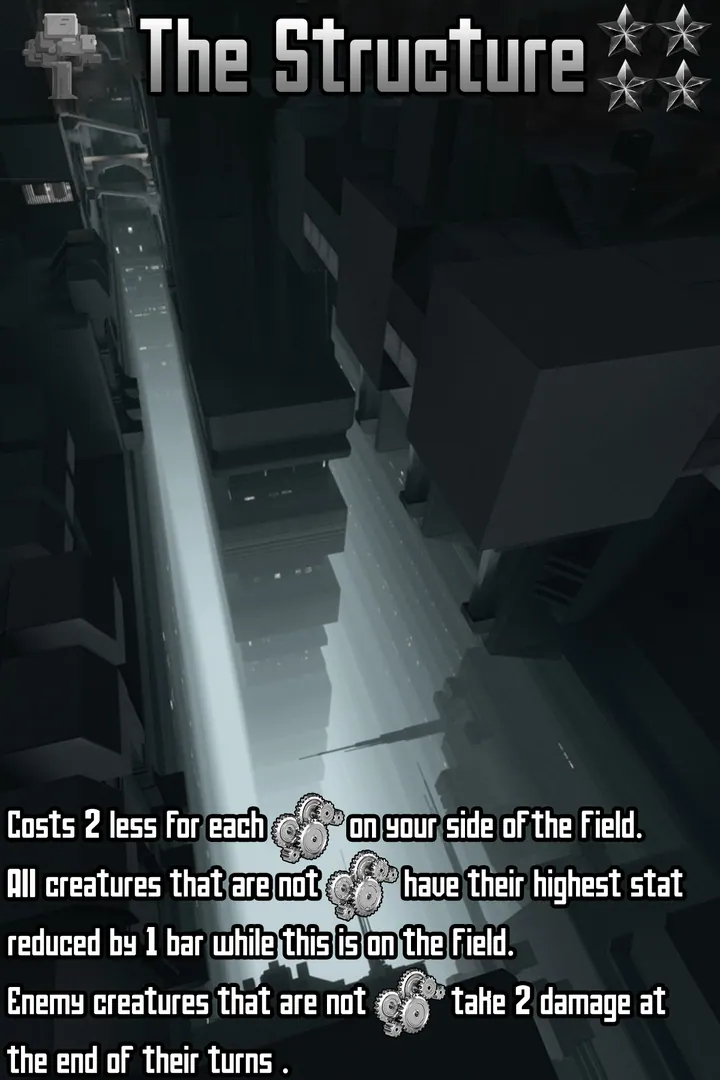 The Structure
Costs 2 less for each on your side of the field.
All creatures that are not have their highest stat
reduced by 1 bar while this is on the field.
Enemy creatures that are not take 2 damage at
the end of their turns .